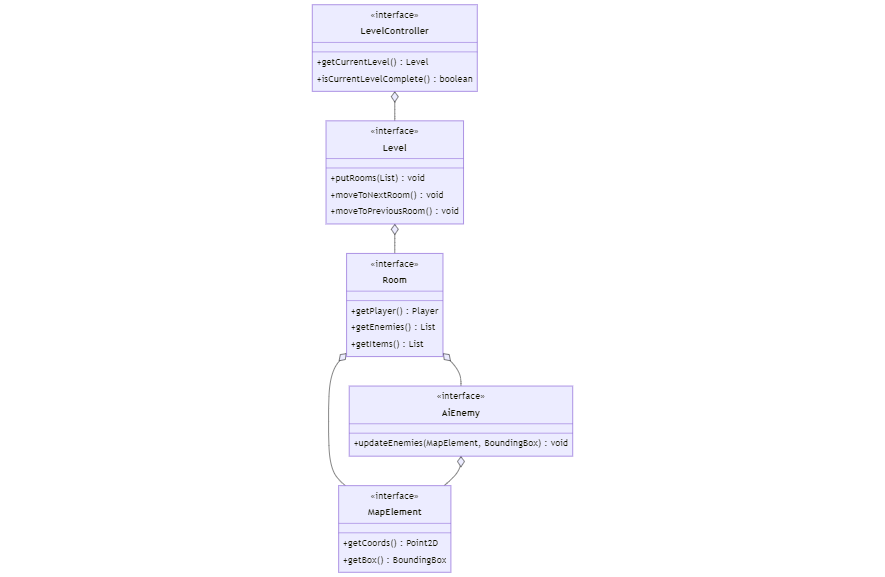 «interface»
LevelController
+getCurrentLevel() : Level
+isCurrentLevelComplete() : boolean
«interface»
Level
+putRooms(List) : void
+moveToNextRoom() : void
+moveToPreviousRoom() : void
«interface»
Room
+getPlayer() : Player
+getEnemies() : List
+getItems() : List
«interface»
AiEnemy
+updateEnemies(MapElement, BoundingBox) : void
«interface»
MapElement
+getCoords() : Point2D
+getBox() : BoundingBox